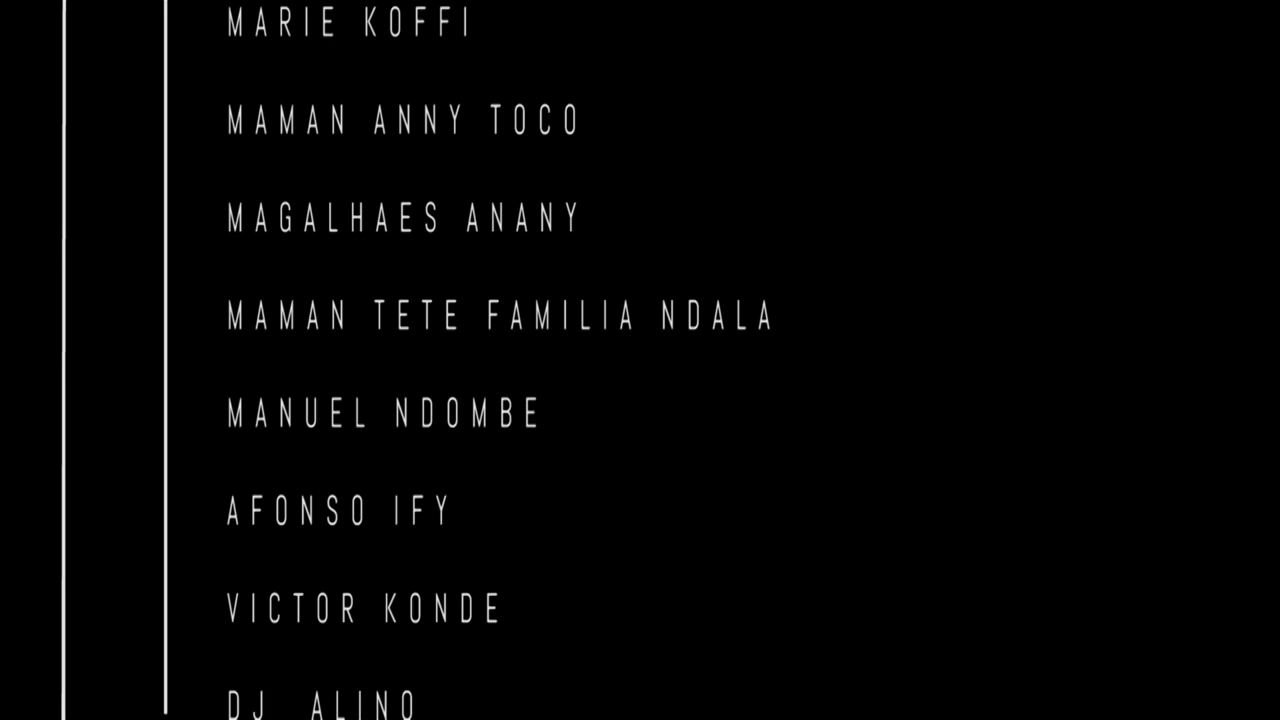 MARIE KOFFI
MAMAN ANNY TOCO
MAGALHAES ANANY
MAMAN TETE FAMILIA NDALA
MANUEL NDOMBE
AFONSO IFY
VICTOR KONDE
DJ ALINO